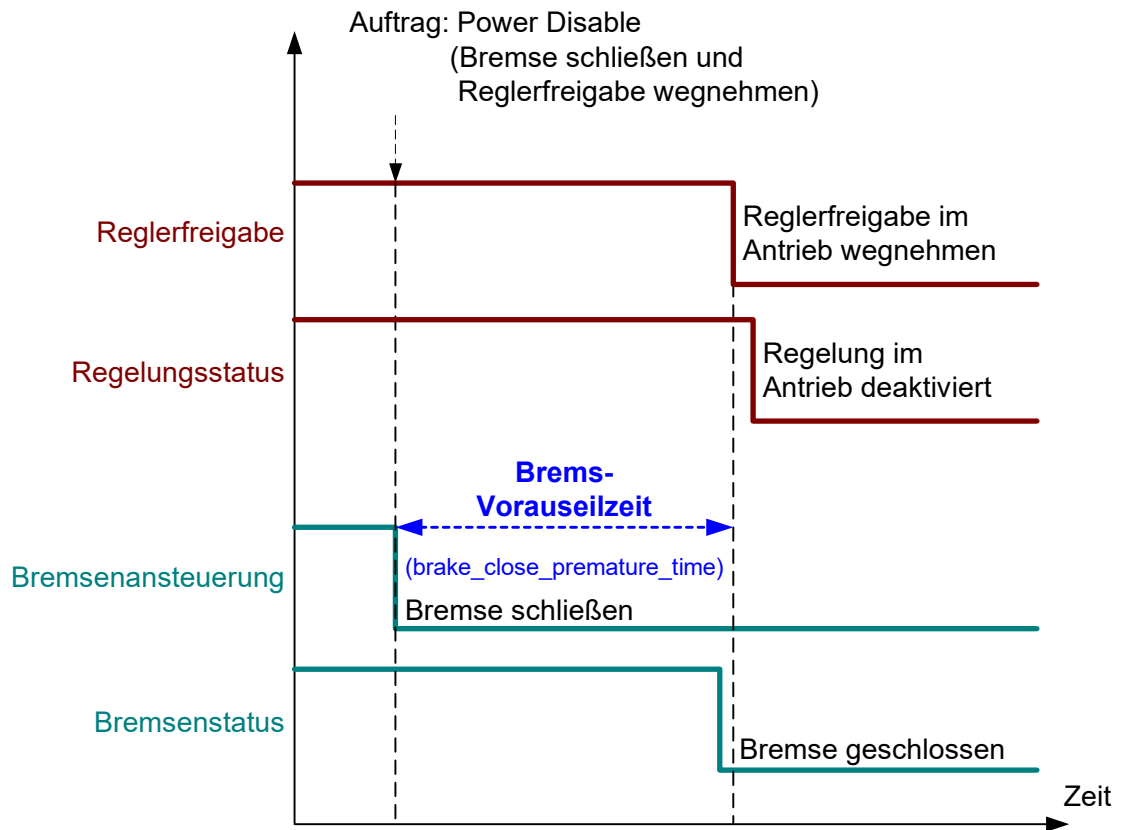 Auftrag: Power Disable
(Bremse schließen und
Reglerfreigabe wegnehmen)
Reglerfreigabe
Reglerfreigabe im
Antrieb wegnehmen
Regelungsstatus
Regelung im
Antrieb deaktiviert
Brems-
Vorauseilzeit
(brake_close_premature_time)
Bremsenansteuerung
Bremse schließen
Bremsenstatus
Bremse geschlossen
Zeit